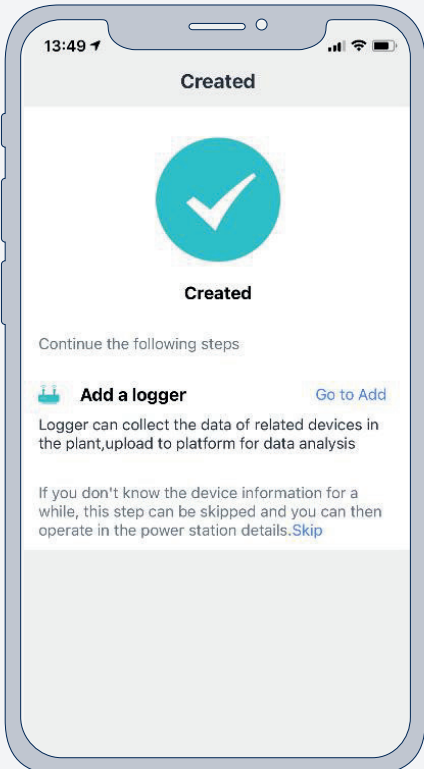 13:49
Created
Created
Continue the following steps
Add a logger Go to Add
Logger can collect the data of related devices in
the plant,upload to platform for data analysis
If you don't know the device information for a
while, this step can be skipped and you can then
operate in the power station details.Skip